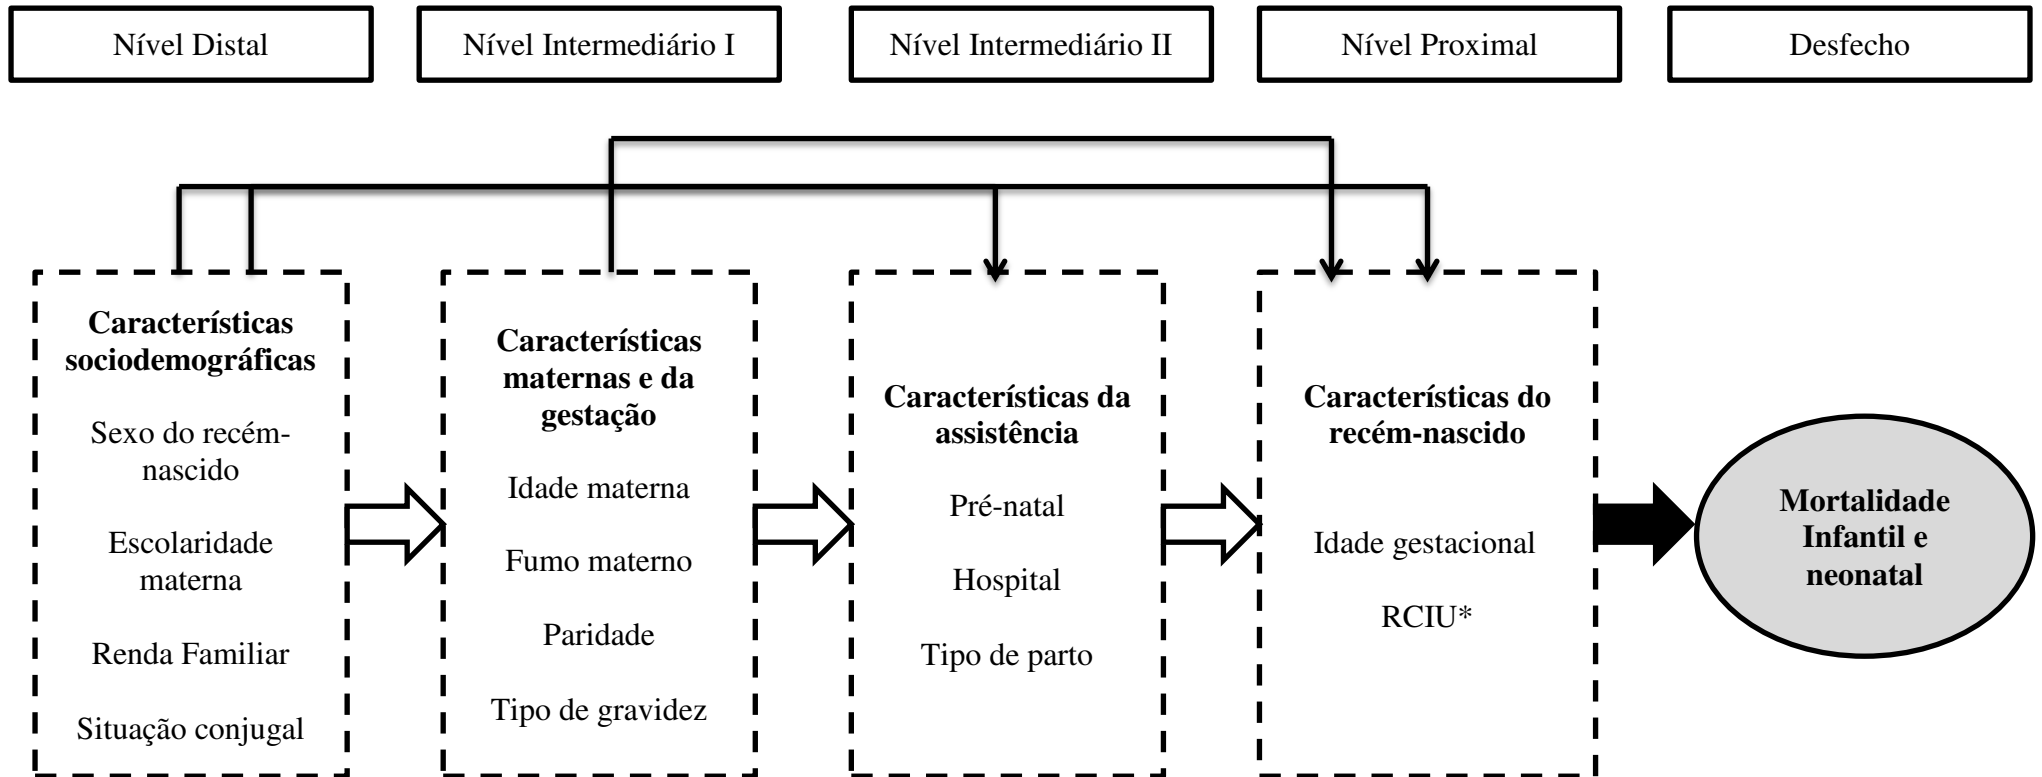 Nível Distal
Nível Intermediário I
Nível Intermediário II
Nível Proximal
Desfecho
Características
sociodemográficas
Sexo do recém-
nascido
Escolaridade
materna
Renda Familiar
Situação conjugal
Características
maternas e da
gestação
Idade materna
Fumo materno
Paridade
Tipo de gravidez
Características da
assistência
Pré-natal
Hospital
Tipo de parto
Características do
recém-nascido
Idade gestacional
RCIU*
Mortalidade
Infantil e
neonatal